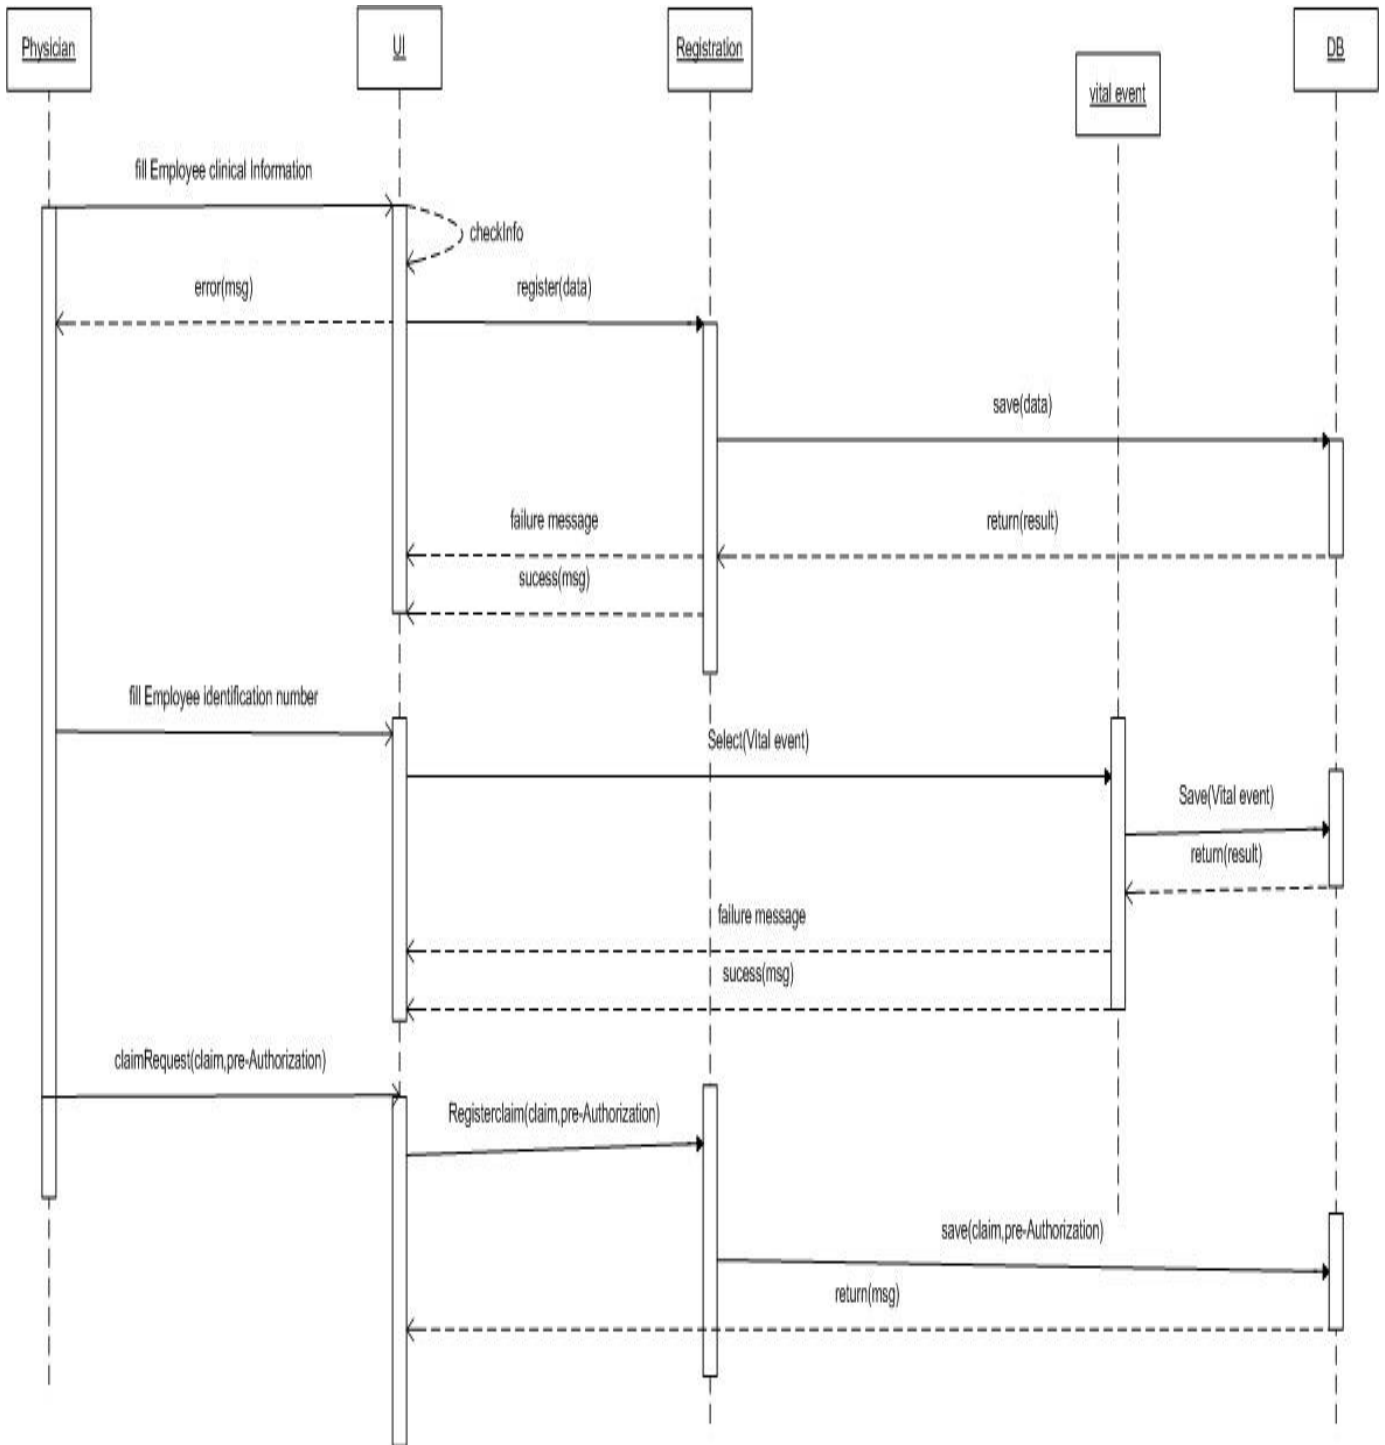 Physician
UI
Registration
vital event
DB
fill Employee clinical Information
checkInfo
error(msg)
register(data)
save(data)
failure message
return(result)
sucess(msg)
fill Employee identification number
Select(Vital event)
Save(Vital event)
return(result)
failure message
sucess(msg)
claimRequest(claim,pre-Authorization)
Registerclaim(claim,pre-Authorization)
save(claim,pre-Authorization)
return(msg)